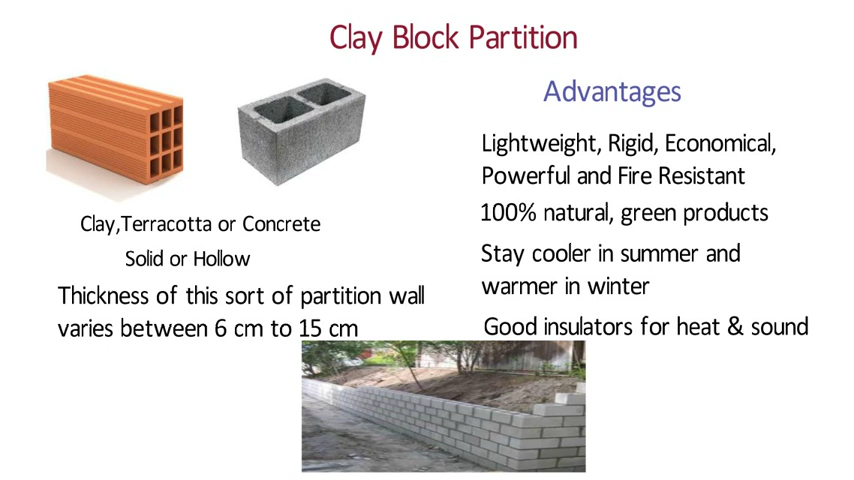 Clay Block Partition
Advantages
Clay,Terracotta or Concrete
Solid or Hollow
Thickness of this sort of partition wall
varies between 6 cm to 15 cm
Lightweight, Rigid, Economical,
Powerful and Fire Resistant
100% natural, green products
Stay cooler in summer and
warmer in winter
Good insulators for heat & sound